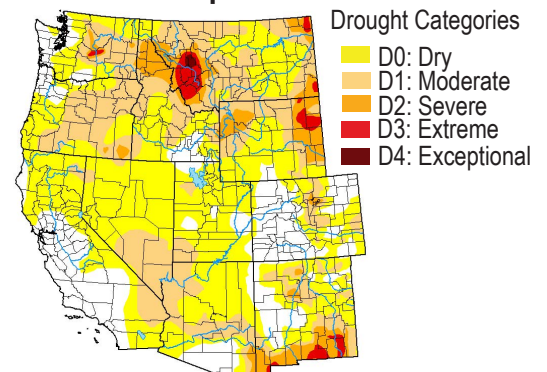 Drought Categories
D0: Dry
D1: Moderate
D2: Severe
D3: Extreme
D4: Exceptional